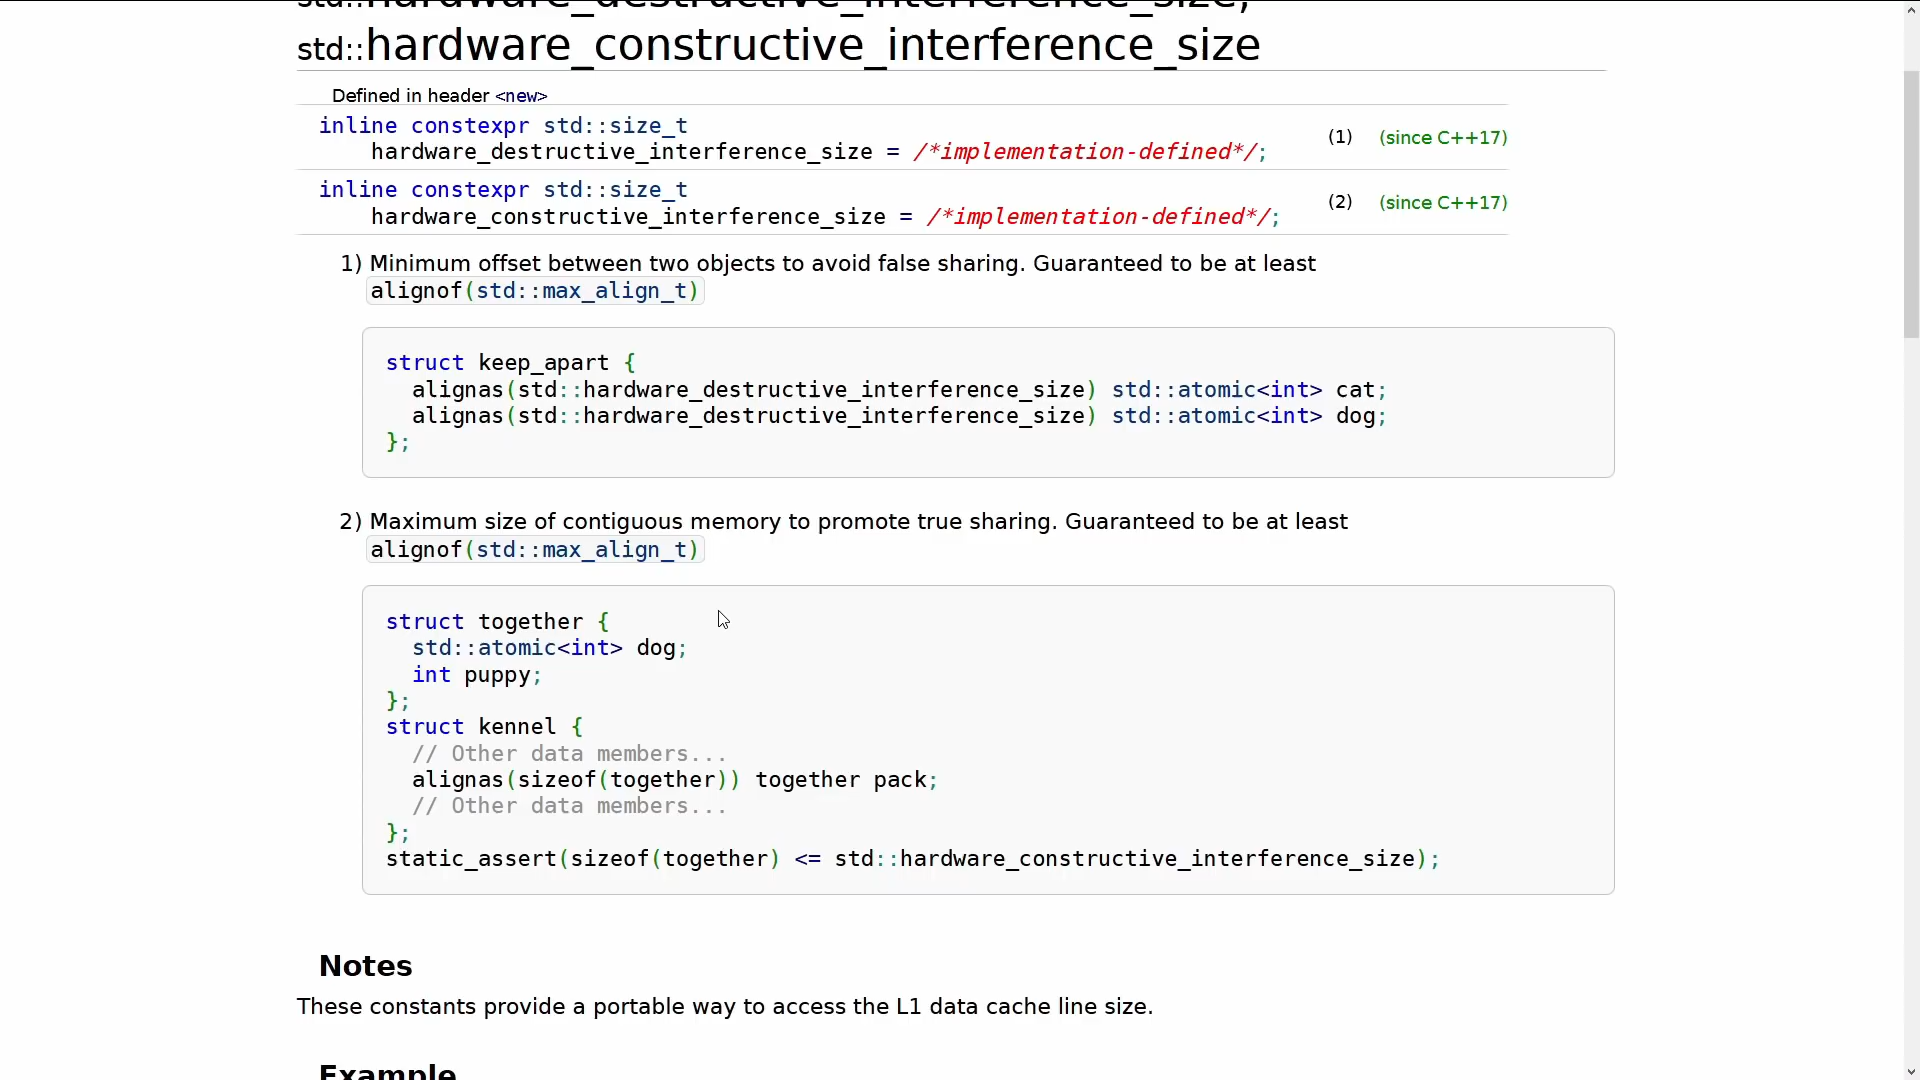 std::hardware_destructive_interference_size,
std::hardware_constructive_interference_size
Defined in header <new>
inline constexpr std::size_t
    hardware_destructive_interference_size = /*implementation-defined*/; (1) (since C++17)
inline constexpr std::size_t
    hardware_constructive_interference_size = /*implementation-defined*/; (2) (since C++17)
1) Minimum offset between two objects to avoid false sharing. Guaranteed to be at least
alignof(std::max_align_t)
struct keep_apart {
  alignas(std::hardware_destructive_interference_size) std::atomic<int> cat;
  alignas(std::hardware_destructive_interference_size) std::atomic<int> dog;
};
2) Maximum size of contiguous memory to promote true sharing. Guaranteed to be at least
alignof(std::max_align_t)
struct together {
  std::atomic<int> dog;
  int puppy;
};
struct kennel {
  // Other data members...
  alignas(sizeof(together)) together pack;
  // Other data members...
};
static_assert(sizeof(together) <= std::hardware_constructive_interference_size);
Notes
These constants provide a portable way to access the L1 data cache line size.
Example